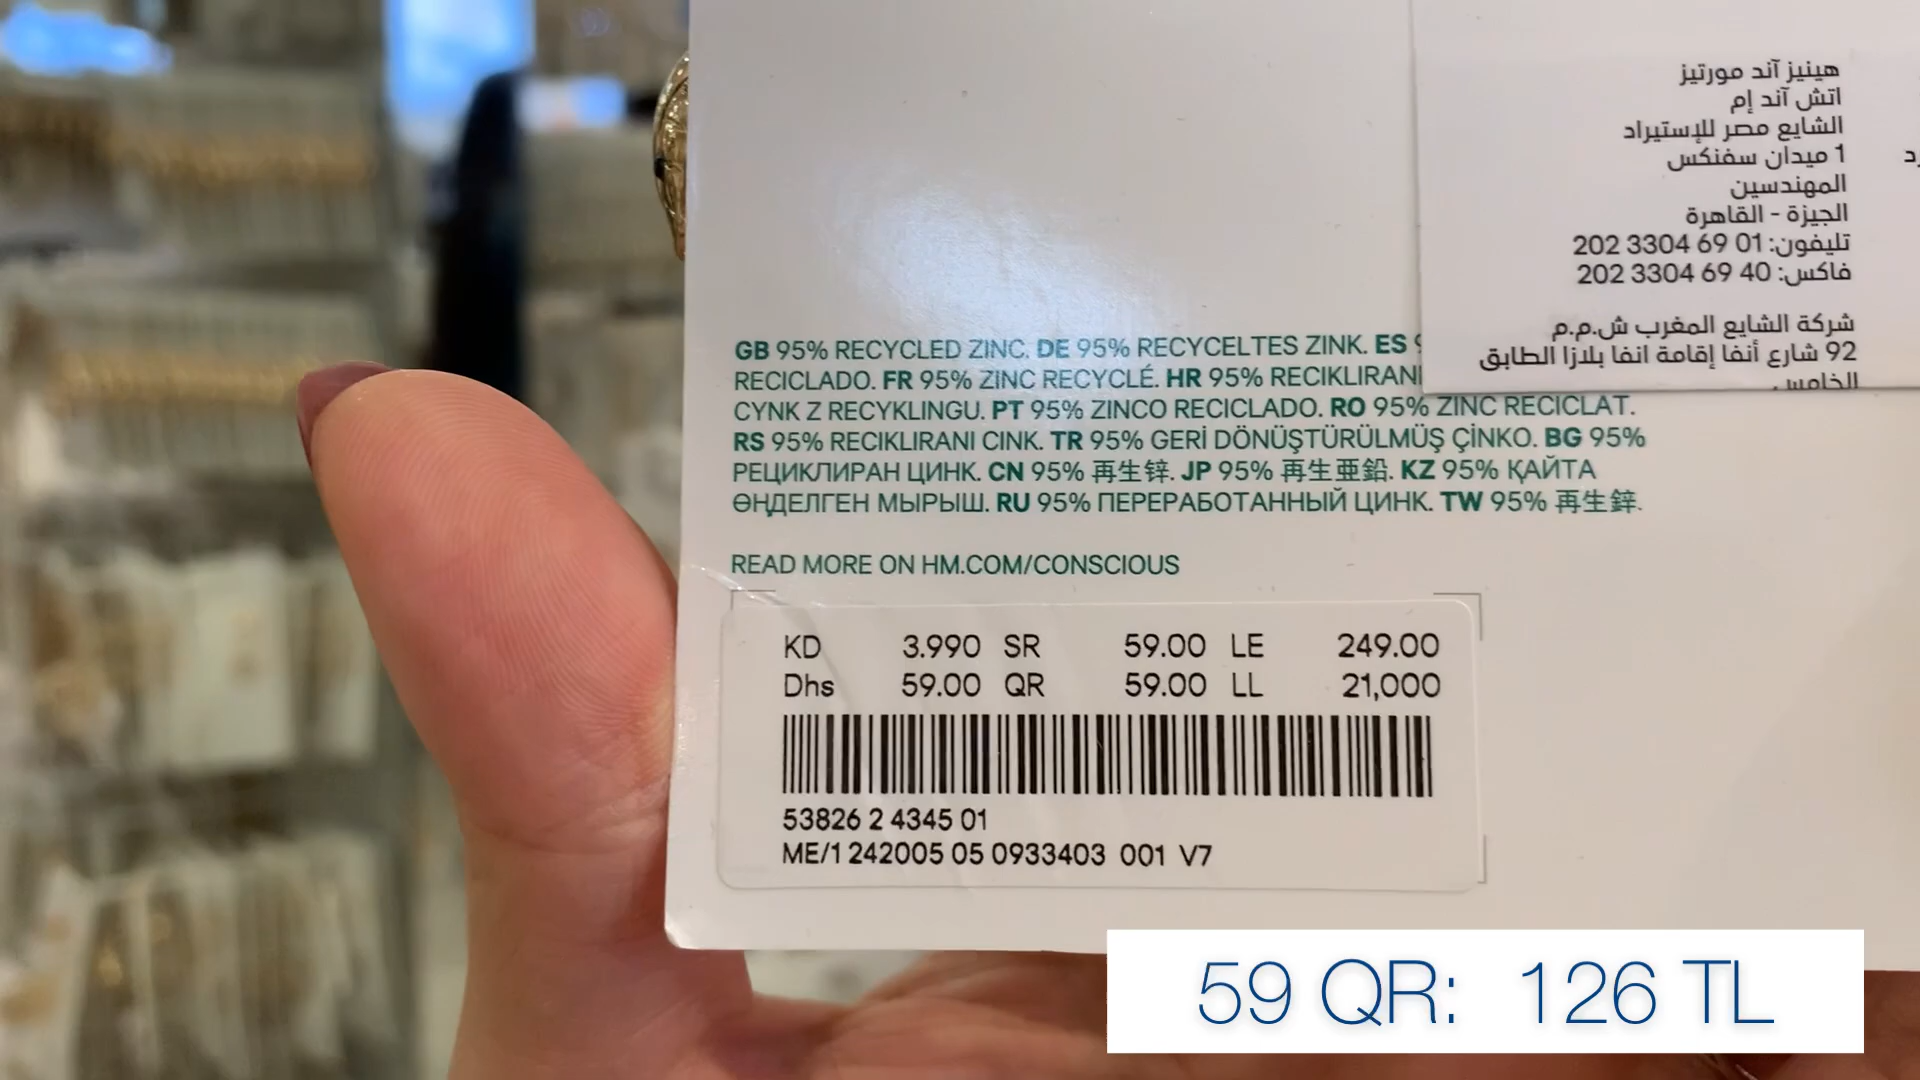 هينيز آند مورتيز
اتش آند إم
الشايع مصر للإستيراد
1 ميدان سفنكس
المهندسين
الجيزة - القاهرة
تليفون: 01 69 3304 202
فاكس: 40 69 3304 202
شركة الشايع المغرب ش.م.م
92 شارع أنفا إقامة انفا بلازا الطابق
الخامس
GB 95% RECYCLED ZINC. DE 95% RECYCELTES ZINK. ES
RECICLADO. FR 95% ZINC RECYCLÉ. HR 95% RECIKLIRANI
CYNK Z RECYKLINGU. PT 95% ZINCO RECICLADO. RO 95% ZINC RECICLAT.
RS 95% RECIKLIRANI CINK. TR 95% GERİ DÖNÜŞTÜRÜLMÜŞ ÇİNKO. BG 95%
РЕЦИКЛИРАН ЦИНК. CN 95% 再生锌. JP 95% 再生亜鉛. KZ 95% ҚАЙТА
ӨҢДЕЛГЕН МЫРЫШ. RU 95% ПЕРЕРАБОТАННЫЙ ЦИНК. TW 95% 再生鋅.
READ MORE ON HM.COM/CONSCIOUS
KD 3.990 SR 59.00 LE 249.00
Dhs 59.00 QR 59.00 LL 21,000
53826 2 4345 01
ME/1 242005 05 0933403 001 V7
59 QR: 126 TL